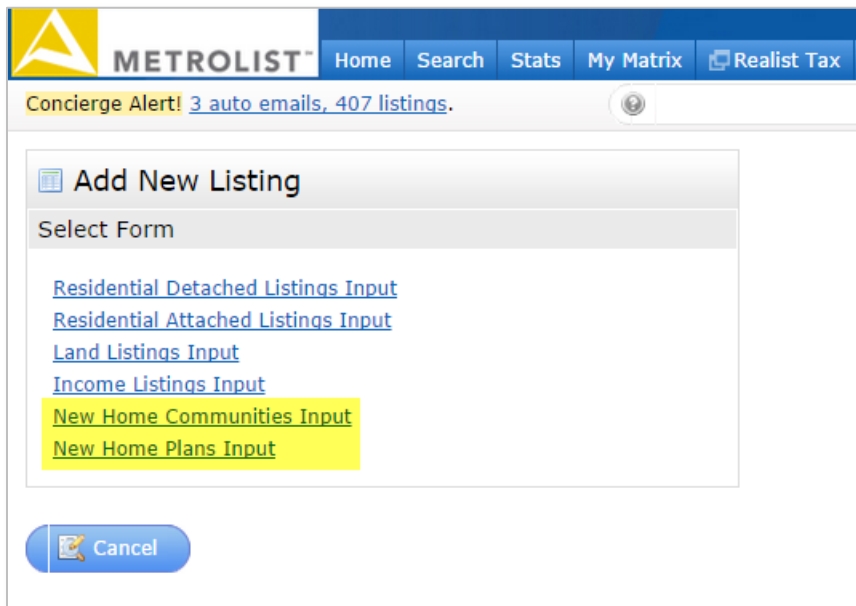 METROLIST™ Home Search Stats My Matrix Realist Tax
Concierge Alert! 3 auto emails, 407 listings.
Add New Listing
Select Form
Residential Detached Listings Input
Residential Attached Listings Input
Land Listings Input
Income Listings Input
New Home Communities Input
New Home Plans Input
Cancel